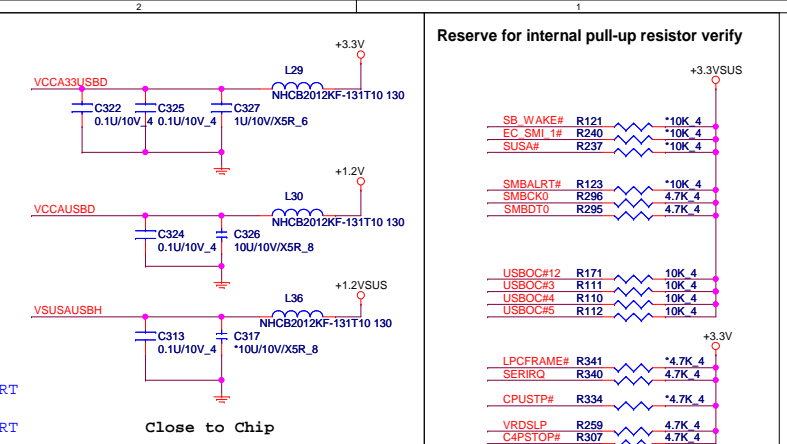 2
1
+3.3V
L29
VCCA33USBD
NHCB2012KF-131T10 130
C322
C325
C327
0.1U/10V_4
0.1U/10V_4
1U/10V/X5R_6
+1.2V
L30
VCCAUSBD
NHCB2012KF-131T10 130
C324
C326
0.1U/10V_4
10U/10V/X5R_8
+1.2VSUS
L36
VSUSAUSBH
NHCB2012KF-131T10 130
C313
C317
0.1U/10V_4
*10U/10V/X5R_8
RT
RT
Close to Chip
Reserve for internal pull-up resistor verify
+3.3VSUS
SB_WAKE# R121 *10K_4
EC_SMI_1# R240 *10K_4
SUSA# R237 *10K_4
SMBALRT# R123 *10K_4
SMBCK0 R296 4.7K_4
SMBDT0 R295 4.7K_4
USBOC#12 R171 10K_4
USBOC#3 R111 10K_4
USBOC#4 R110 10K_4
USBOC#5 R112 10K_4
+3.3V
LPCFRAME# R341 *4.7K_4
SERIRQ R340 4.7K_4
CPUSTP# R334 *4.7K_4
VRDSLP R259 4.7K_4
C4PSTOP# R307 4.7K_4